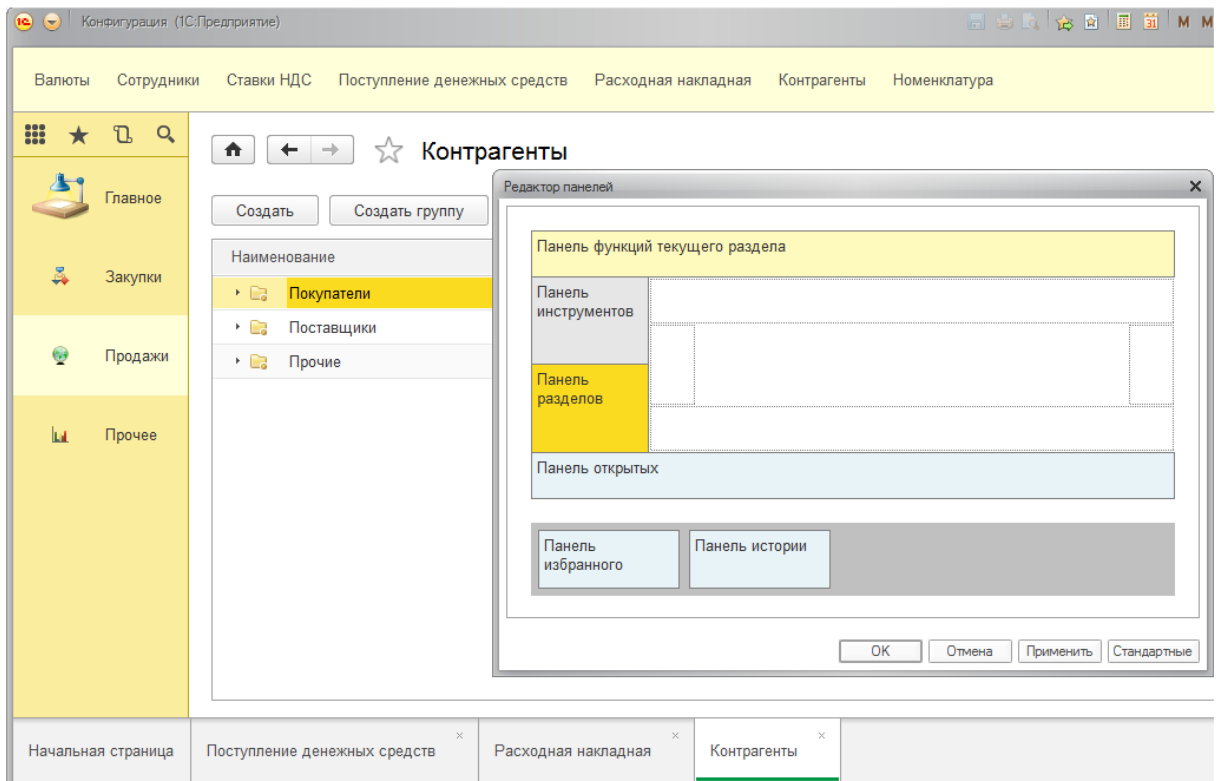 Конфигурация (1С:Предприятие)
M M
Валюты Сотрудники Ставки НДС Поступление денежных средств Расходная накладная Контрагенты Номенклатура
Контрагенты
Главное
Закупки
Продажи
Прочее
Создать Создать группу
Наименование
Покупатели
Поставщики
Прочие
Редактор панелей
Панель функций текущего раздела
Панель
инструментов
Панель
разделов
Панель открытых
Панель
избранного
Панель истории
OK Отмена Применить Стандартные
Начальная страница Поступление денежных средств Расходная накладная Контрагенты